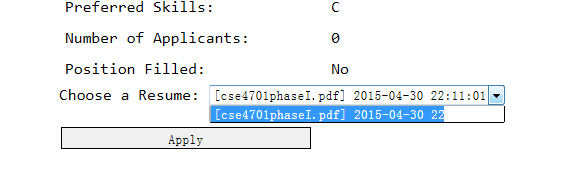 Preferred Skills: C
Number of Applicants: 0
Position Filled: No
Choose a Resume: [cse4701phaseI.pdf] 2015-04-30 22:11:01
[cse4701phaseI.pdf] 2015-04-30 22
Apply